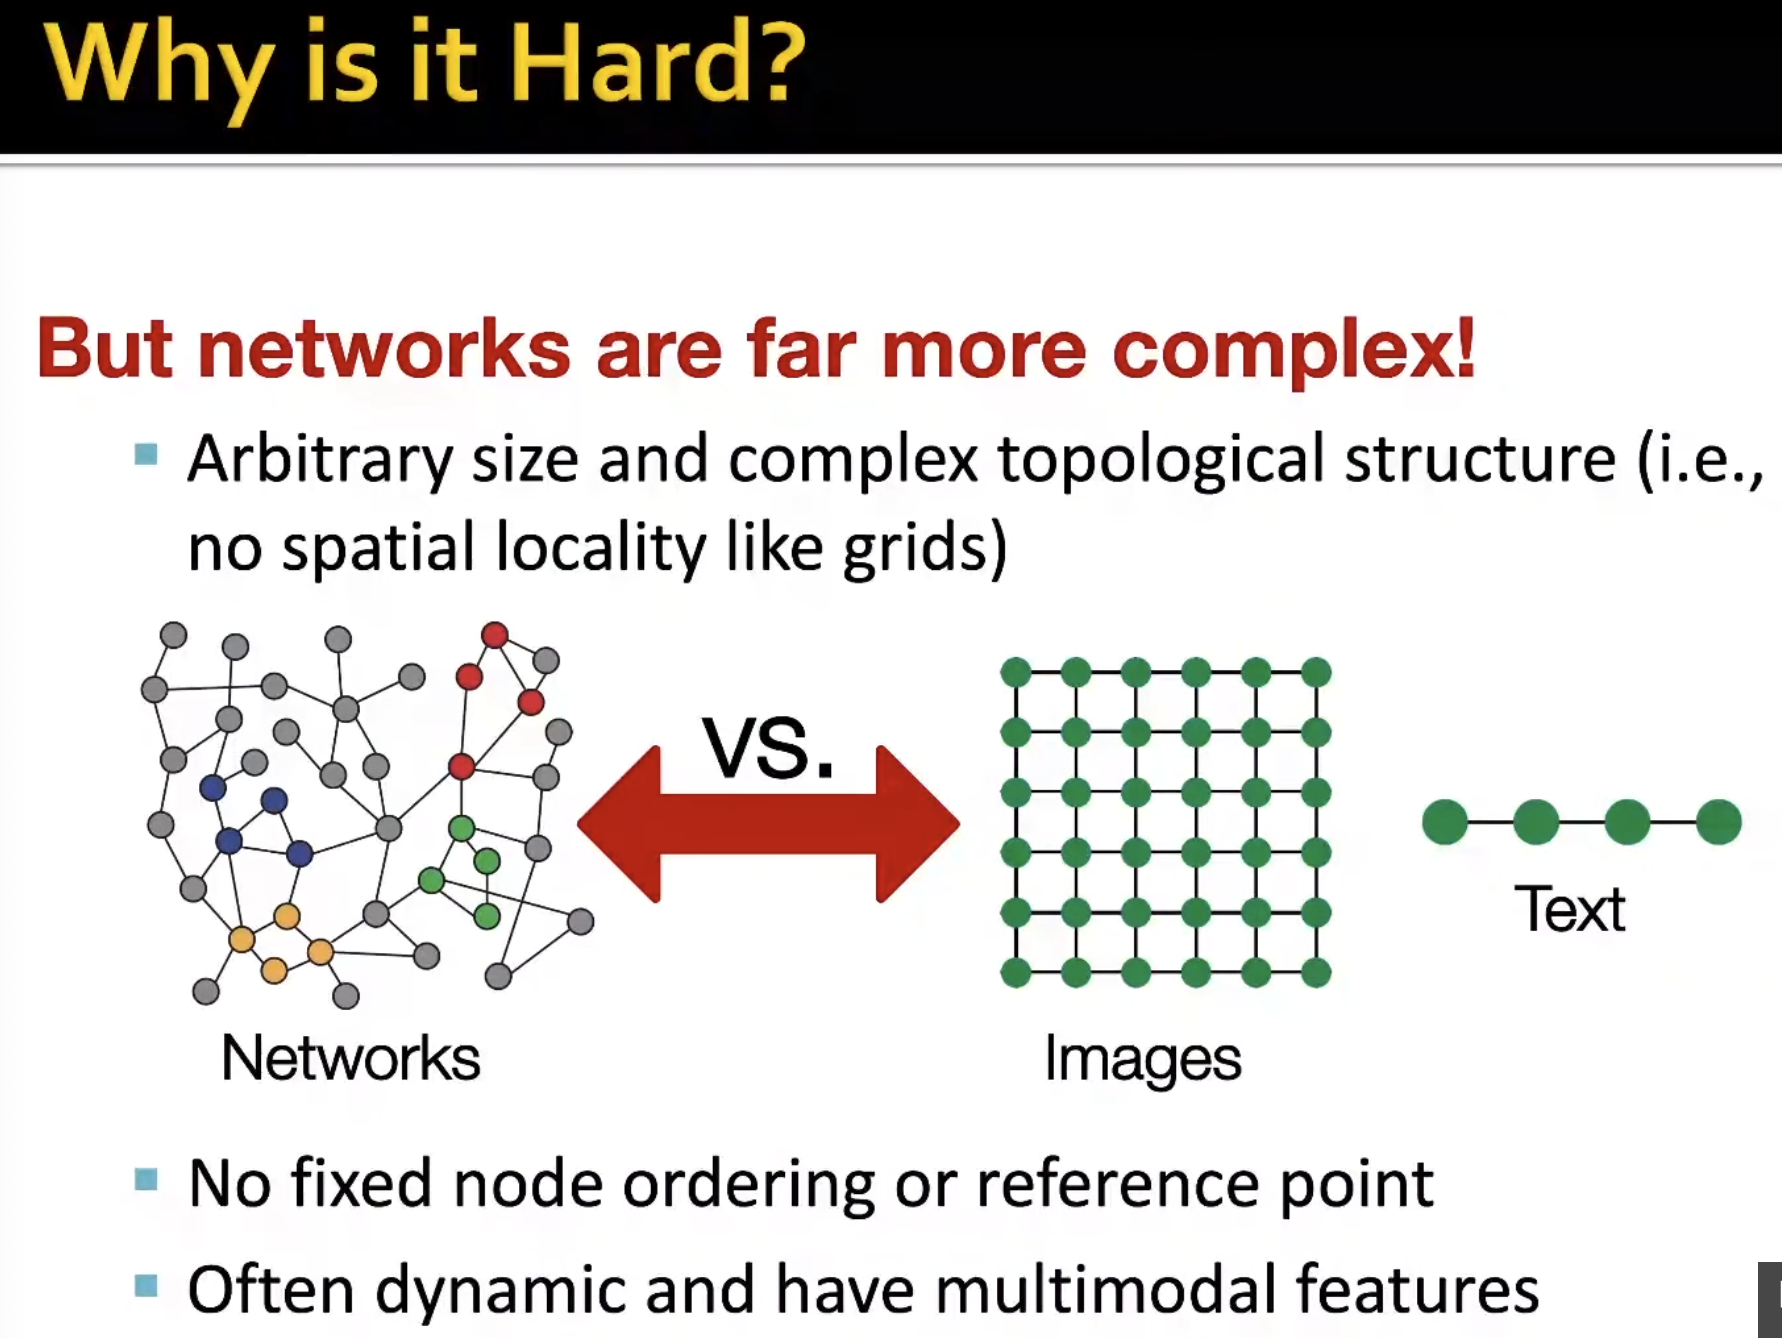 Why is it Hard?
But networks are far more complex!
Arbitrary size and complex topological structure (i.e.,
no spatial locality like grids)
vs.
Text
Networks
Images
No fixed node ordering or reference point
Often dynamic and have multimodal features